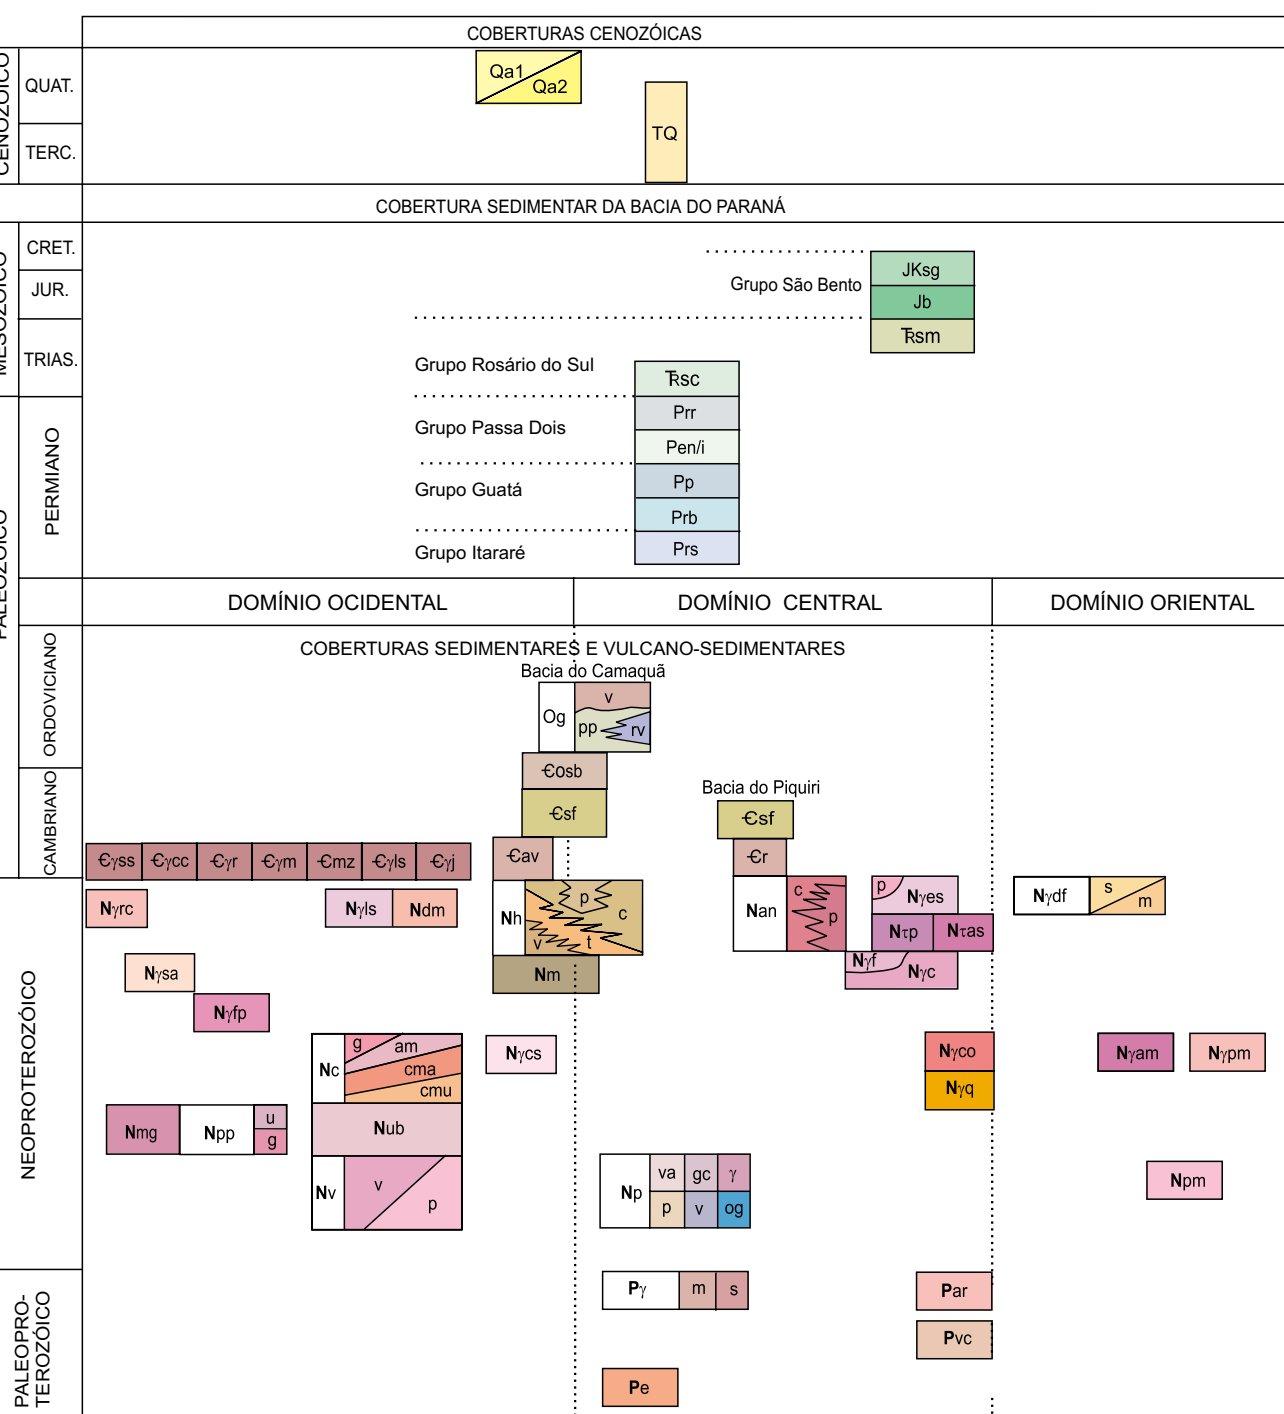 COBERTURAS CENOZÓICAS
CENOZÓICO
QUAT.
Qa1
Qa2
TQ
TERC.
COBERTURA SEDIMENTAR DA BACIA DO PARANÁ
MESOZÓICO
CRET.
JUR.
Grupo São Bento
JKsg
Jb
TRsm
TRIAS.
Grupo Rosário do Sul
TRsc
PALEOZÓICO
PERMIANO
Grupo Passa Dois
Prr
Pen/i
Grupo Guatá
Pp
Prb
Grupo Itararé
Prs
DOMÍNIO OCIDENTAL
DOMÍNIO CENTRAL
DOMÍNIO ORIENTAL
COBERTURAS SEDIMENTARES E VULCANO-SEDIMENTARES
ORDOVICIANO
Bacia do Camaquã
Og
v
pp
rv
Єosb
CAMBRIANO
Єsf
Bacia do Piquiri
Єsf
Єγss
Єγcc
Єγr
Єγm
Єmz
Єγls
Єγj
Єav
Єr
NEOPROTEROZÓICO
Nγrc
Nγls
Ndm
Nh
p
c
v
t
Nan
c
p
p
Nγes
Nτp
Nτas
Nγdf
s
m
Nm
Nγf
Nγc
Nγsa
Nγfp
Nc
g
am
cma
cmu
Nγcs
Nγco
Nγq
Nγam
Nγpm
Nmg
Npp
u
g
Nub
Nv
v
p
Np
va
gc
γ
p
v
og
Npm
PALEOPRO-
TEROZÓICO
Pγ
m
s
Par
Pvc
Pe